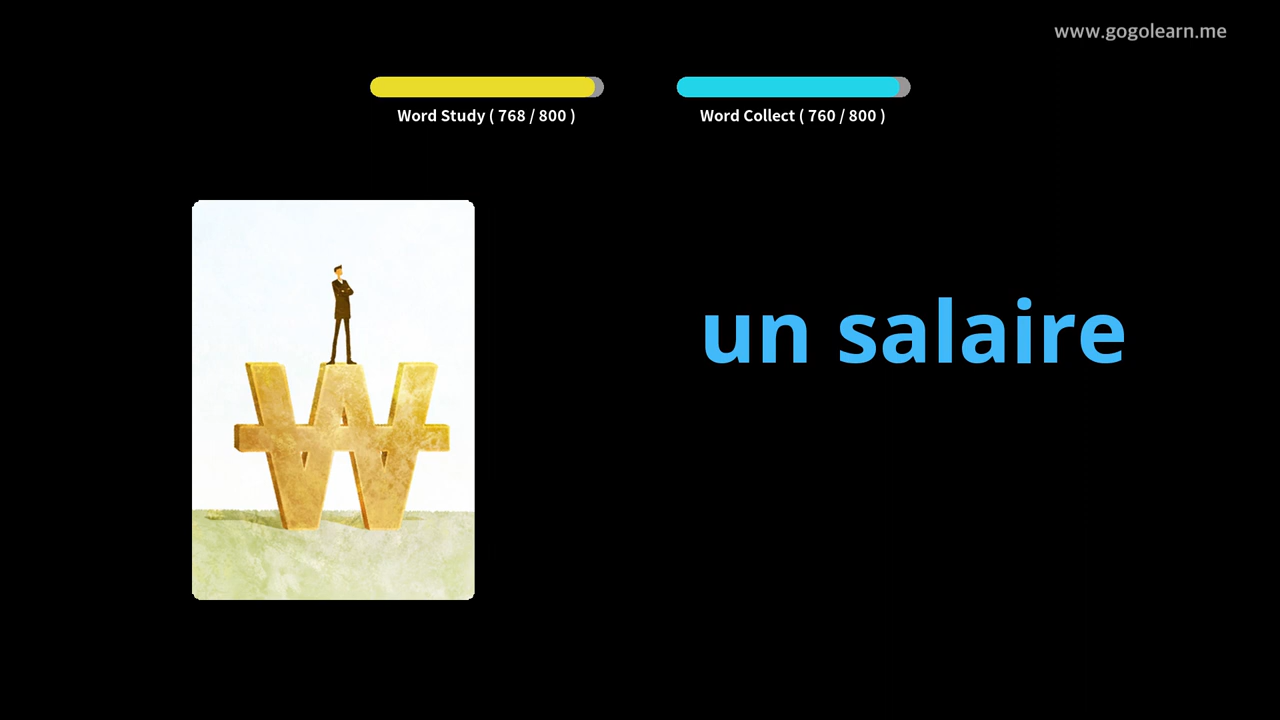 www.gogolearn.me
Word Study ( 768 / 800 )
Word Collect ( 760 / 800 )
un salaire
₩